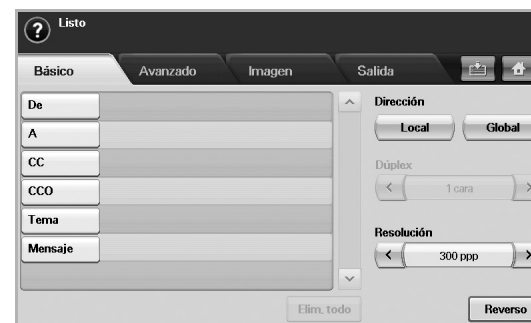 Listo
Básico
Avanzado
Imagen
Salida
De
A
CC
CCO
Tema
Mensaje
Dirección
Local Global
Dúplex
1 cara
Resolución
300 ppp
Elim. todo
Reverso